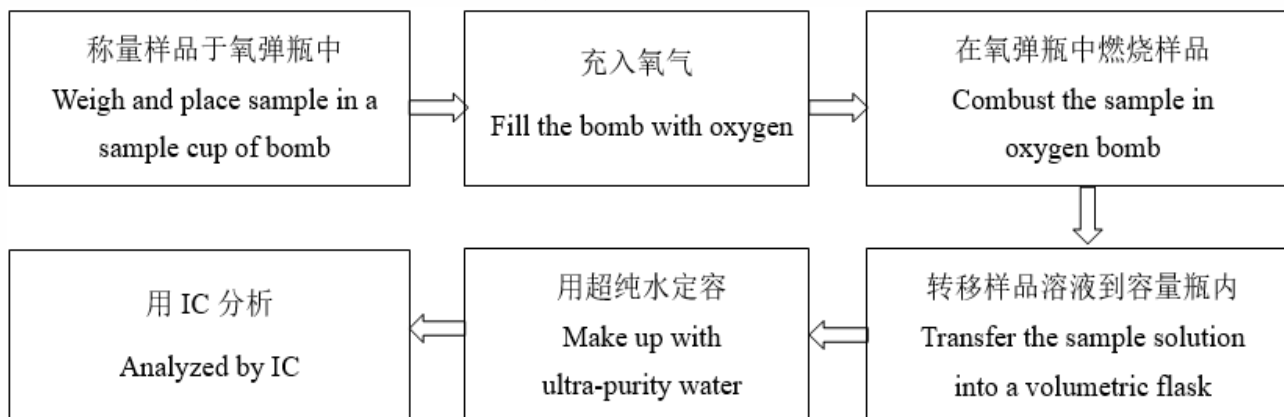 称量样品于氧弹瓶中
Weigh and place sample in a
sample cup of bomb
充入氧气
Fill the bomb with oxygen
在氧弹瓶中燃烧样品
Combust the sample in
oxygen bomb
转移样品溶液到容量瓶内
Transfer the sample solution
into a volumetric flask
用超纯水定容
Make up with
ultra-purity water
用 IC 分析
Analyzed by IC